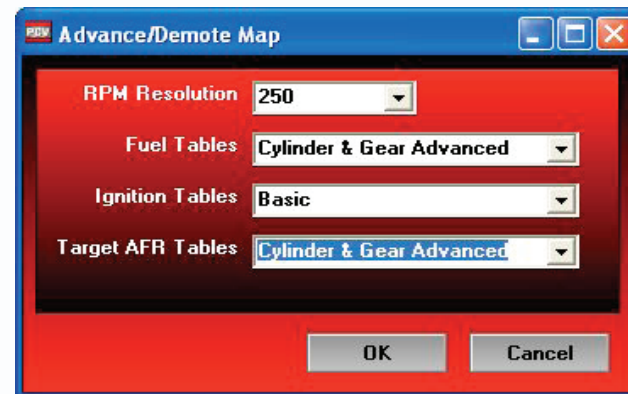 PCV Advance/Demote Map
RPM Resolution 250
Fuel Tables Cylinder & Gear Advanced
Ignition Tables Basic
Target AFR Tables Cylinder & Gear Advanced
OK Cancel